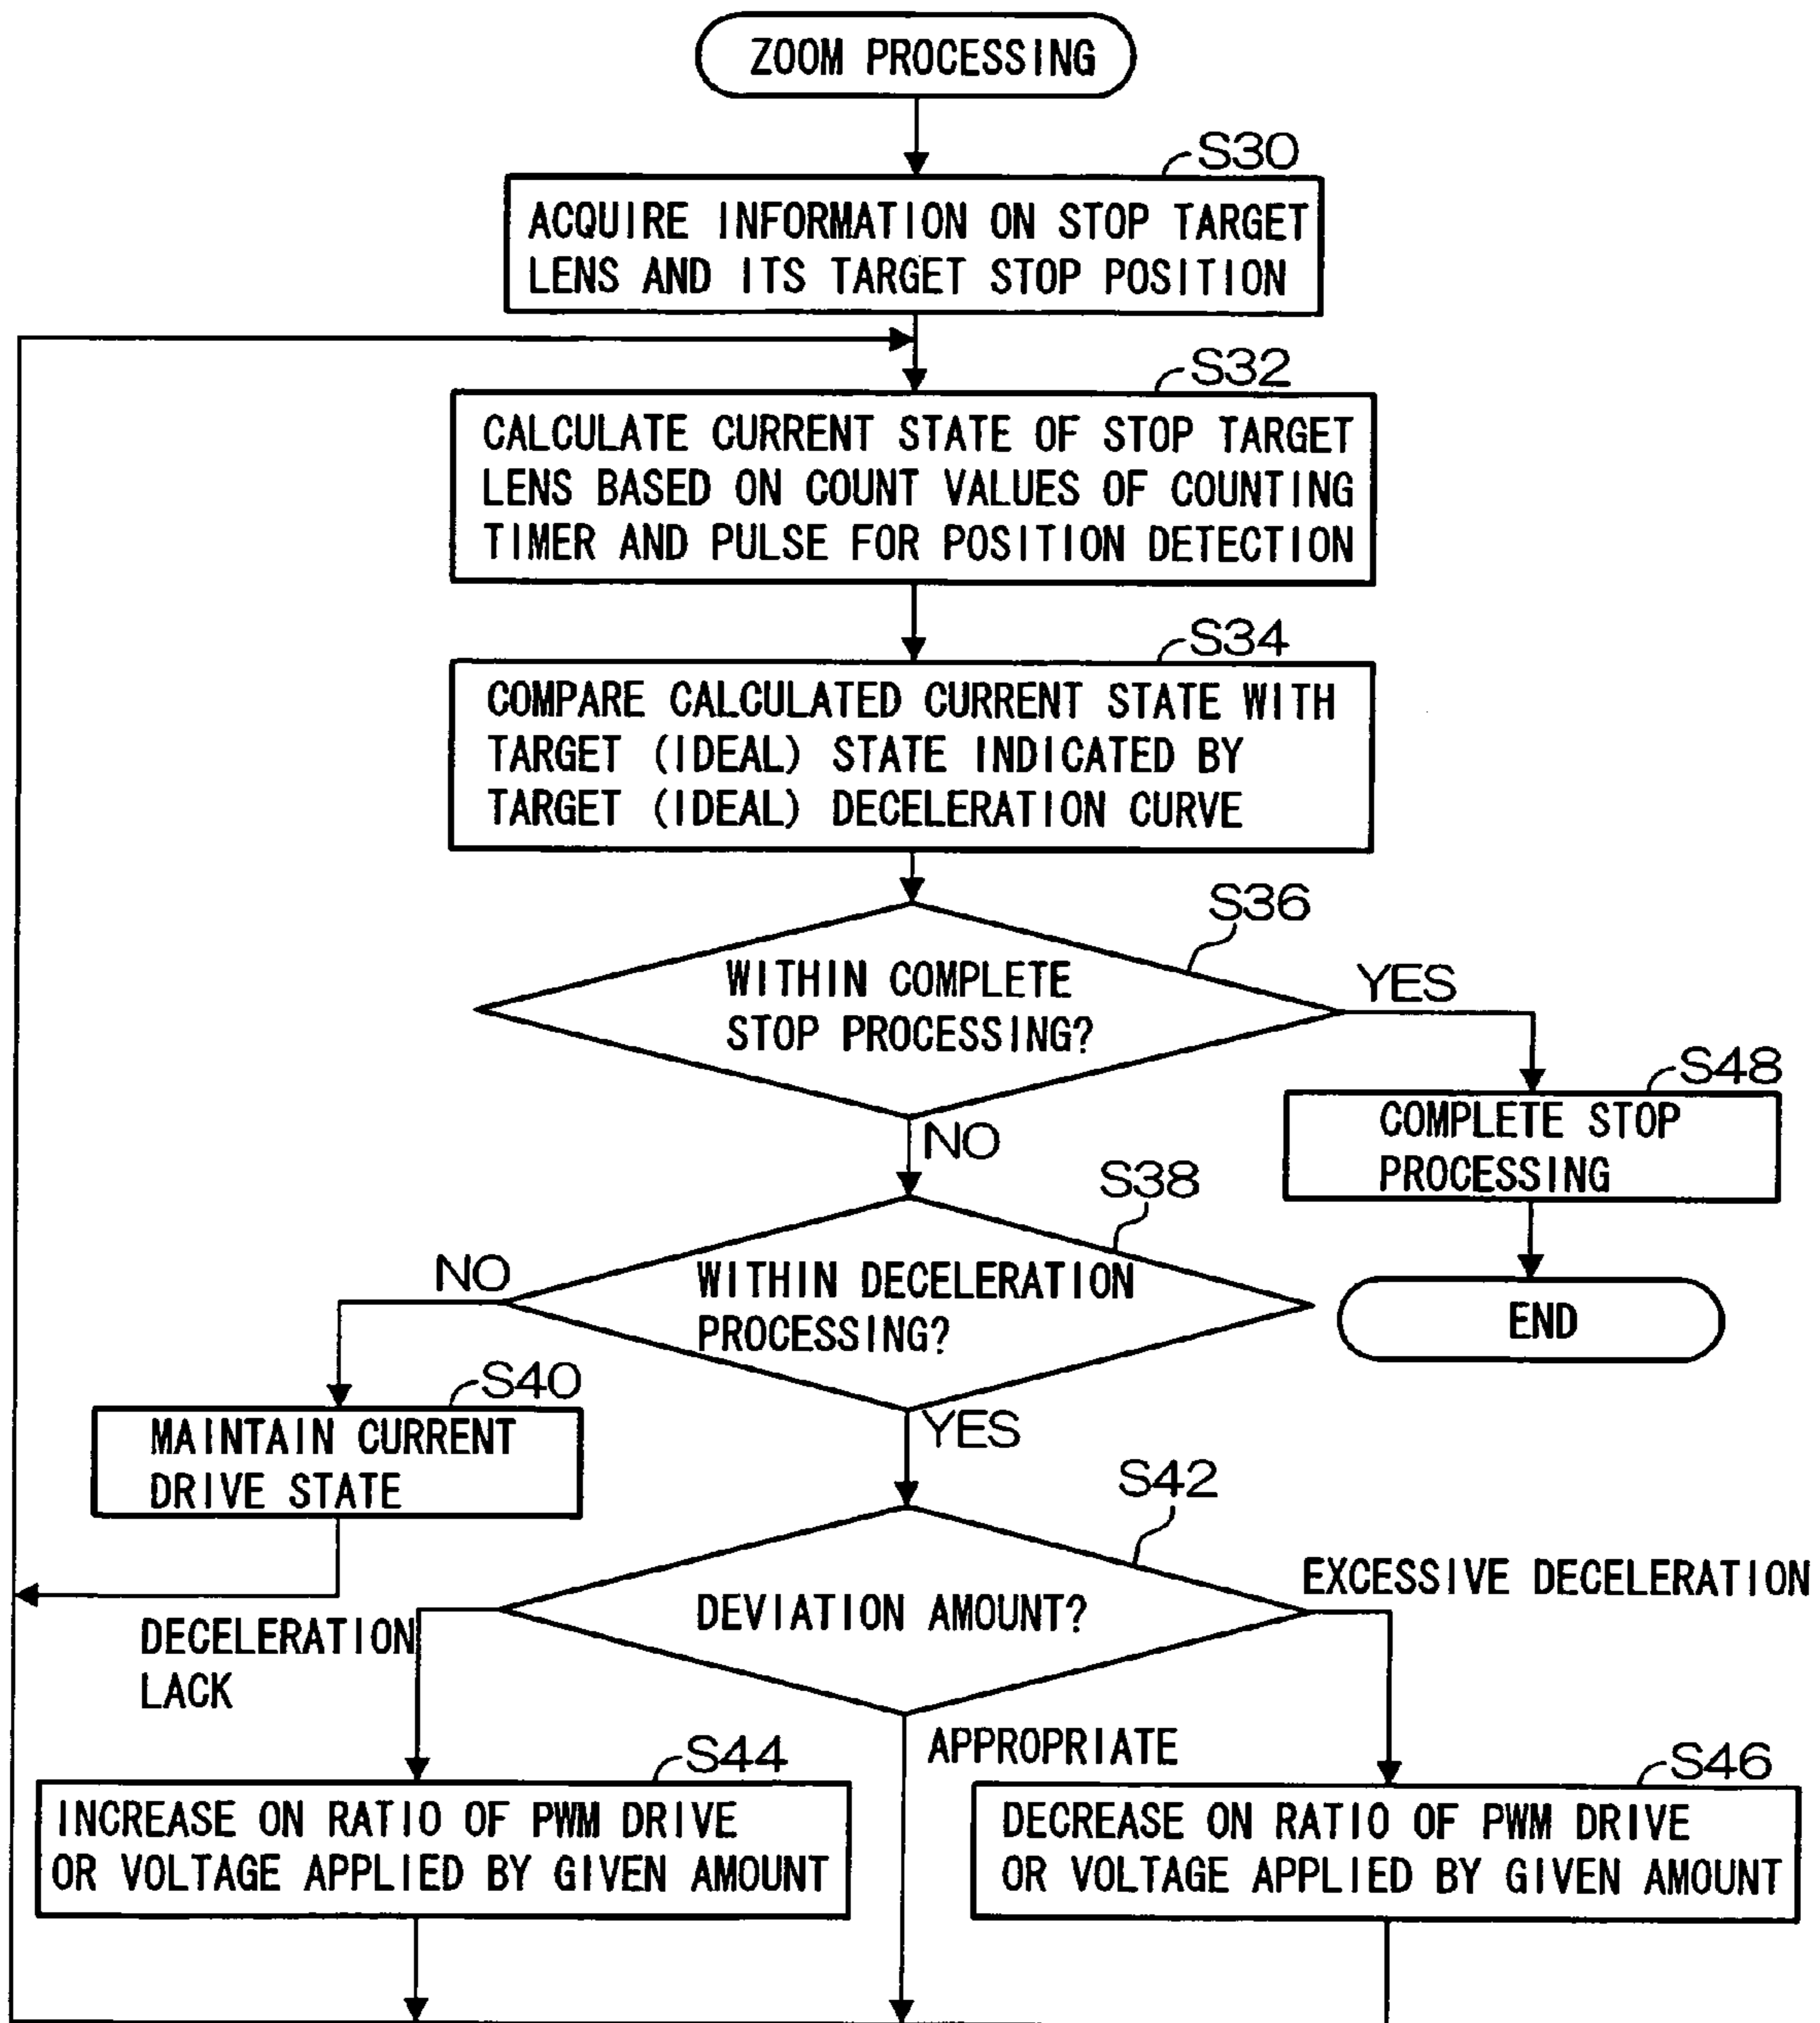 ZOOM PROCESSING
S30
ACQUIRE INFORMATION ON STOP TARGET
LENS AND ITS TARGET STOP POSITION
S32
CALCULATE CURRENT STATE OF STOP TARGET
LENS BASED ON COUNT VALUES OF COUNTING
TIMER AND PULSE FOR POSITION DETECTION
S34
COMPARE CALCULATED CURRENT STATE WITH
TARGET (IDEAL) STATE INDICATED BY
TARGET (IDEAL) DECELERATION CURVE
S36
WITHIN COMPLETE
STOP PROCESSING?
YES
S48
COMPLETE STOP
PROCESSING
END
NO
S38
WITHIN DECELERATION
PROCESSING?
NO
S40
MAINTAIN CURRENT
DRIVE STATE
YES
S42
DEVIATION AMOUNT?
EXCESSIVE DECELERATION
DECELERATION
LACK
APPROPRIATE
S44
INCREASE ON RATIO OF PWM DRIVE
OR VOLTAGE APPLIED BY GIVEN AMOUNT
S46
DECREASE ON RATIO OF PWM DRIVE
OR VOLTAGE APPLIED BY GIVEN AMOUNT